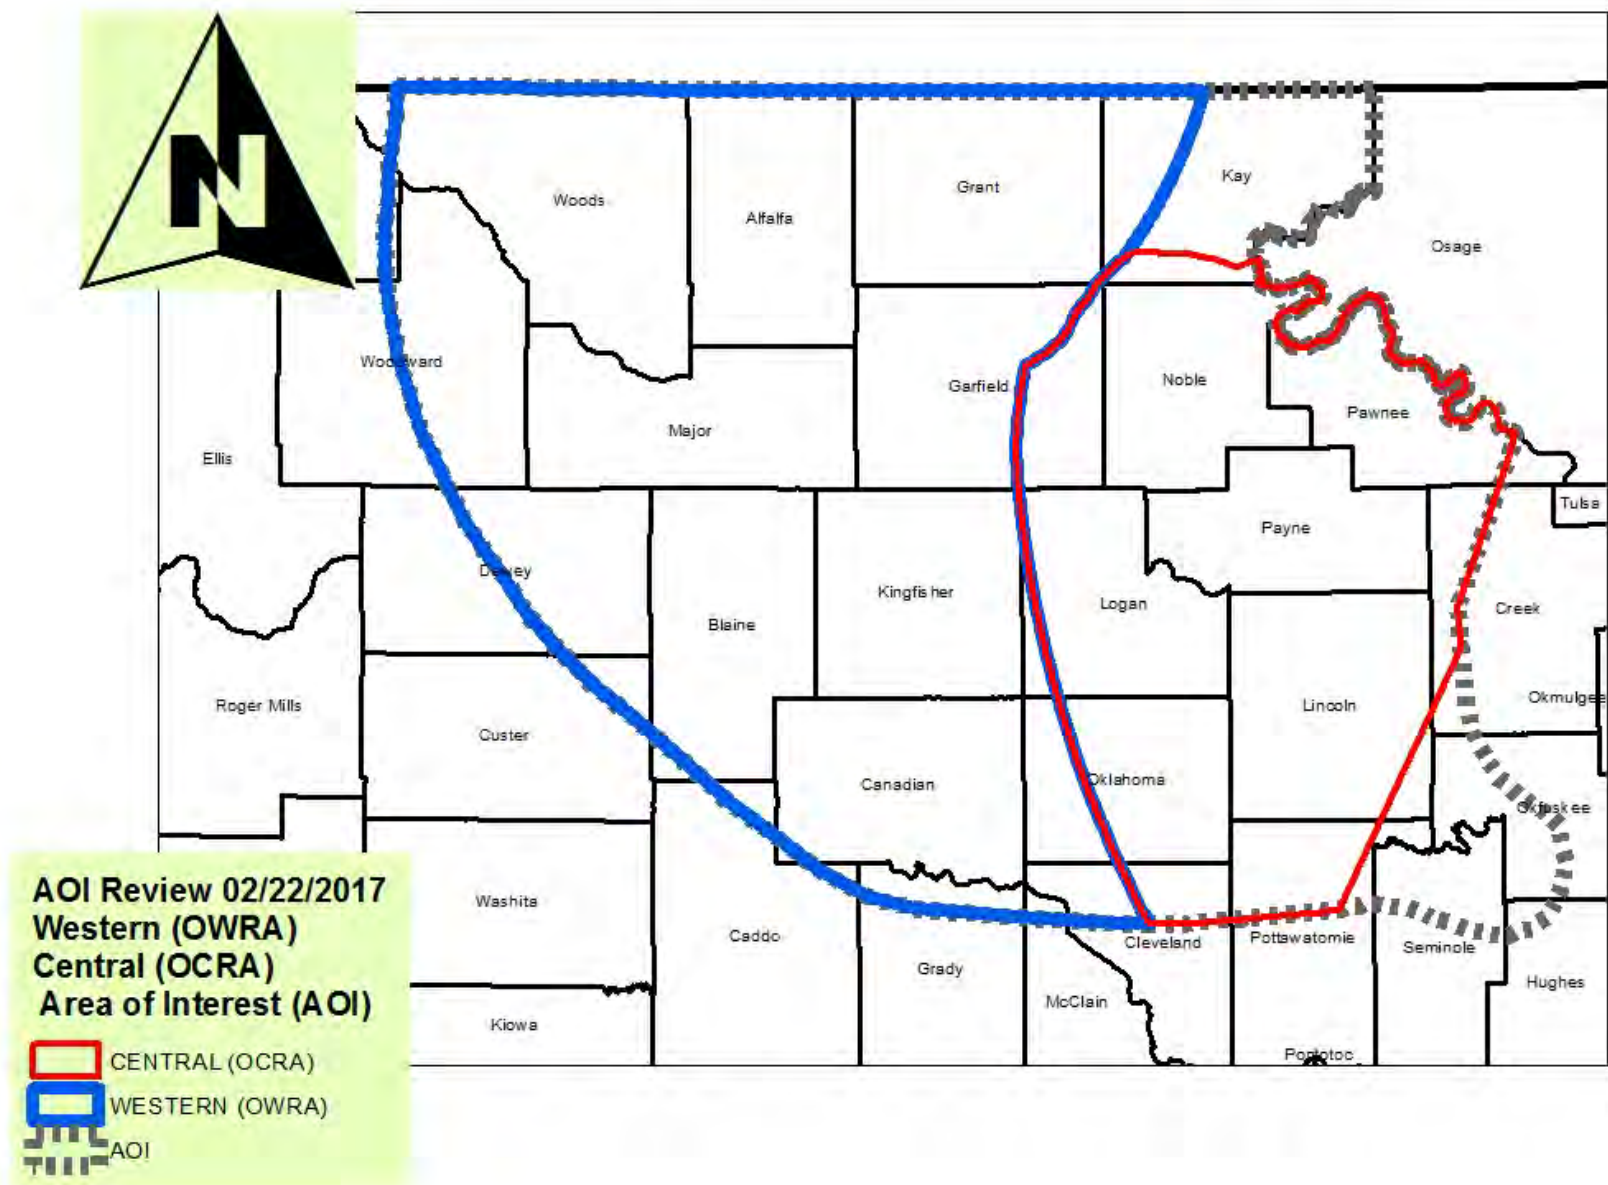 N
Woods
Alfalfa
Grant
Kay
Osage
Woodward
Garfield
Noble
Pawnee
Major
Ellis
Tulsa
Payne
Dewey
Kingfisher
Logan
Creek
Blaine
Roger Mills
Lincoln
Okmulgee
Custer
Canadian
Oklahoma
Okfuskee
Washita
Caddo
Cleveland
Pottawatomie
Seminole
Grady
Hughes
McClain
Kiowa
Pontotoc
AOI Review 02/22/2017
Western (OWRA)
Central (OCRA)
Area of Interest (AOI)
CENTRAL (OCRA)
WESTERN (OWRA)
AOI